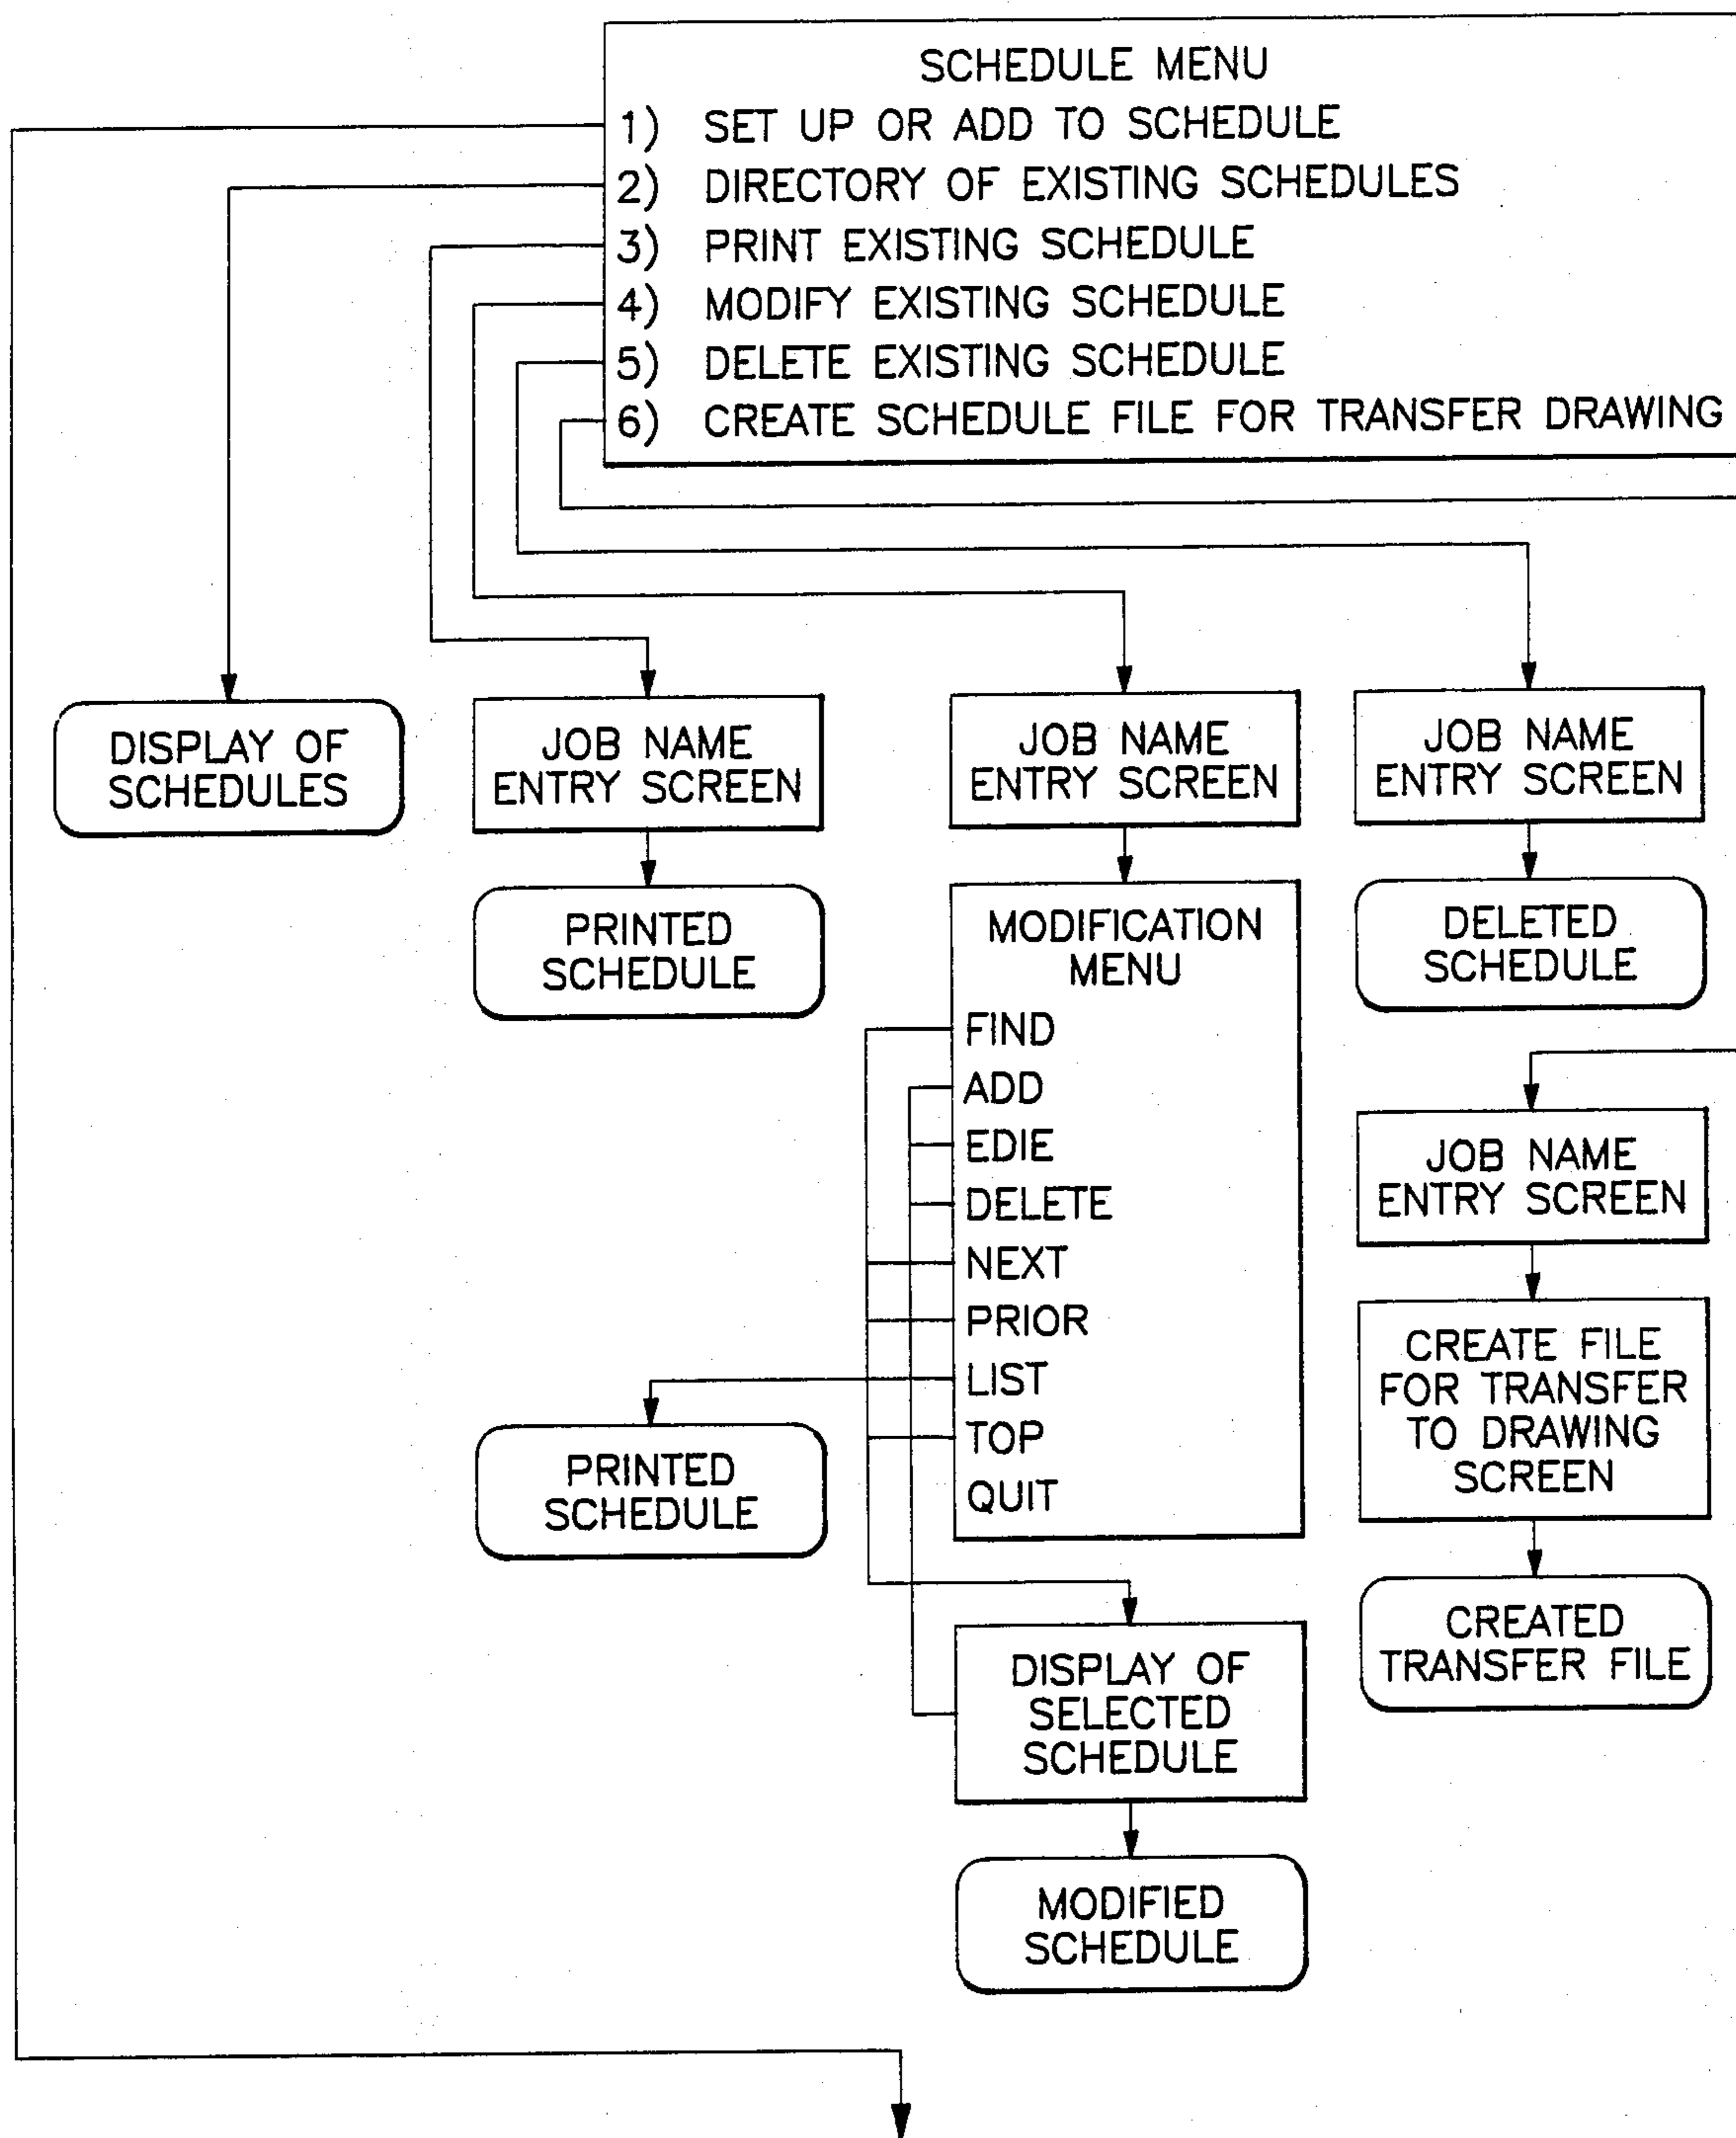 SCHEDULE MENU
1) SET UP OR ADD TO SCHEDULE
2) DIRECTORY OF EXISTING SCHEDULES
3) PRINT EXISTING SCHEDULE
4) MODIFY EXISTING SCHEDULE
5) DELETE EXISTING SCHEDULE
6) CREATE SCHEDULE FILE FOR TRANSFER DRAWING
DISPLAY OF
SCHEDULES
JOB NAME
ENTRY SCREEN
PRINTED
SCHEDULE
JOB NAME
ENTRY SCREEN
MODIFICATION
MENU
FIND
ADD
EDIE
DELETE
NEXT
PRIOR
LIST
TOP
QUIT
PRINTED
SCHEDULE
DISPLAY OF
SELECTED
SCHEDULE
MODIFIED
SCHEDULE
JOB NAME
ENTRY SCREEN
DELETED
SCHEDULE
JOB NAME
ENTRY SCREEN
CREATE FILE
FOR TRANSFER
TO DRAWING
SCREEN
CREATED
TRANSFER FILE